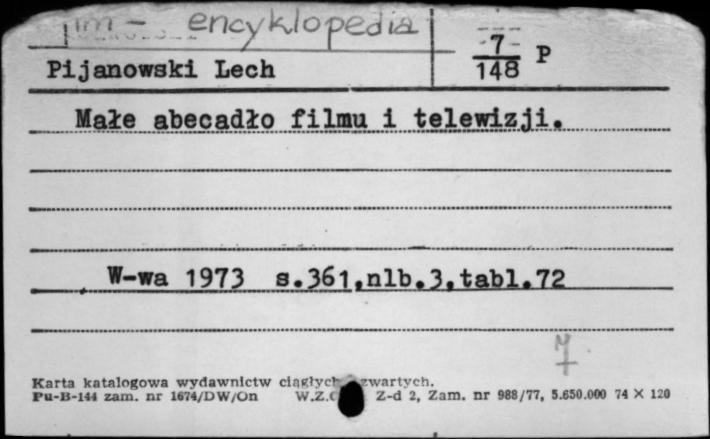 encyklopedia
7
148 P
Pijanowski Lech
Małe abecadło filmu i telewizji.
W-wa 1973 s.361,nlb.3,tabl.72
7
Karta katalogowa wydawnictw ciągłych zwartych.
Pu-B-144 zam. nr 1674/DW/On W.Z. Z-d 2, Zam. nr 988/77, 5.650.000 74 X 120